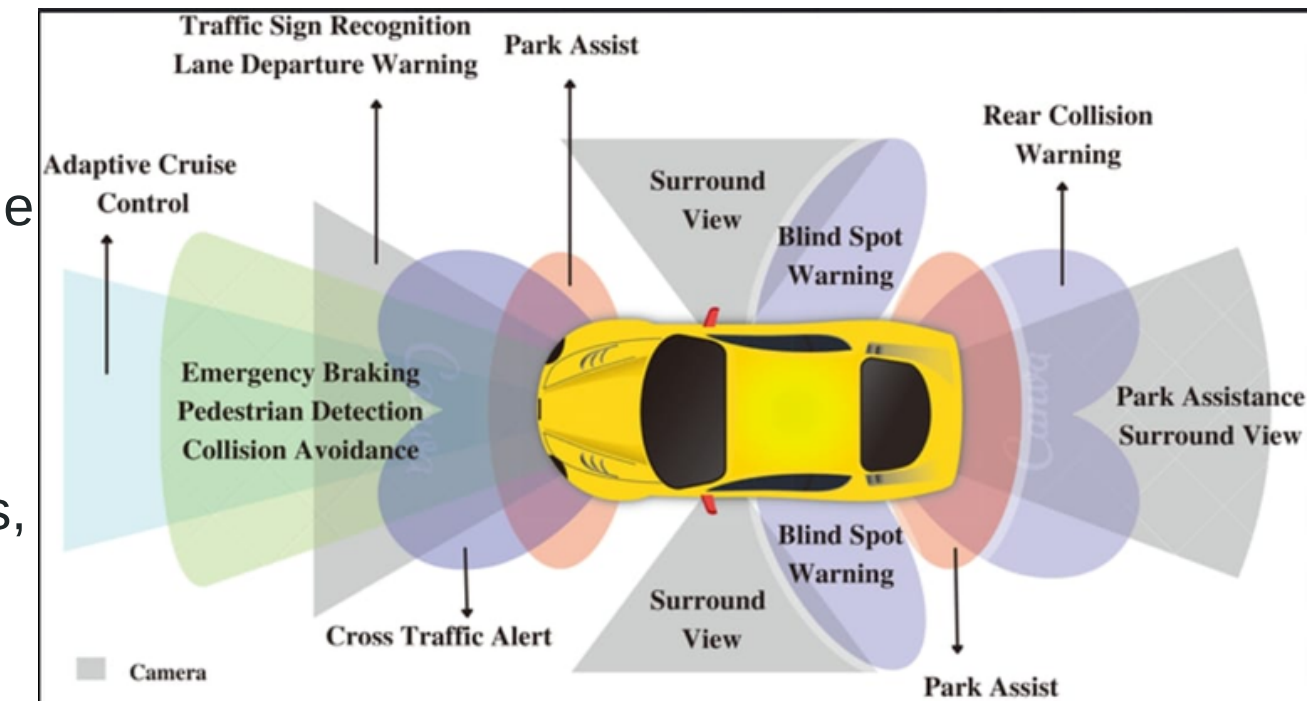 Traffic Sign Recognition
Lane Departure Warning
Park Assist
Rear Collision
Warning
Adaptive Cruise
Control
e
Surround
View
Blind Spot
Warning
Emergency Braking
Pedestrian Detection
Collision Avoidance
Park Assistance
Surround View
s,
Blind Spot
Warning
Surround
View
Cross Traffic Alert
Camera
Park Assist
Canva